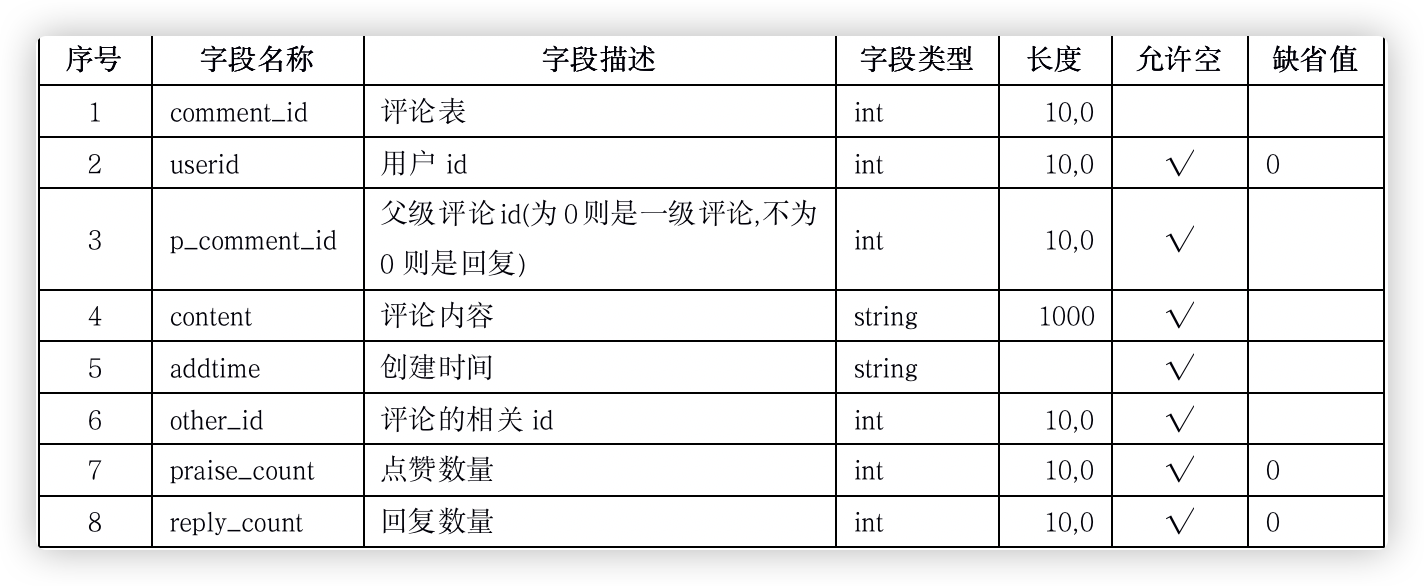 序号 字段名称 字段描述 字段类型 长度 允许空 缺省值
1 comment_id 评论表 int 10,0
2 userid 用户 id int 10,0 √ 0
3 p_comment_id 父级评论id(为0则是一级评论,不为 int 10,0 √
0 则是回复)
4 content 评论内容 string 1000 √
5 addtime 创建时间 string √
6 other_id 评论的相关 id int 10,0 √
7 praise_count 点赞数量 int 10,0 √ 0
8 reply_count 回复数量 int 10,0 √ 0